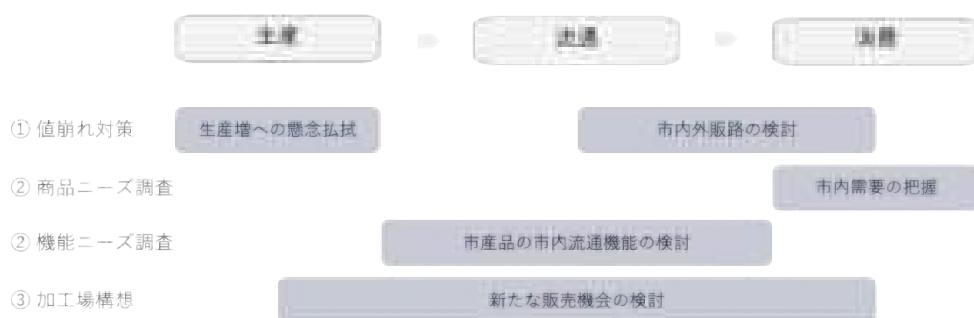 生産
流通
消費
① 値崩れ対策 生産増への懸念払拭 市内外販路の検討
② 商品ニーズ調査 市内需要の把握
② 機能ニーズ調査 市産品の市内流通機能の検討
③ 加工場構想 新たな販売機会の検討